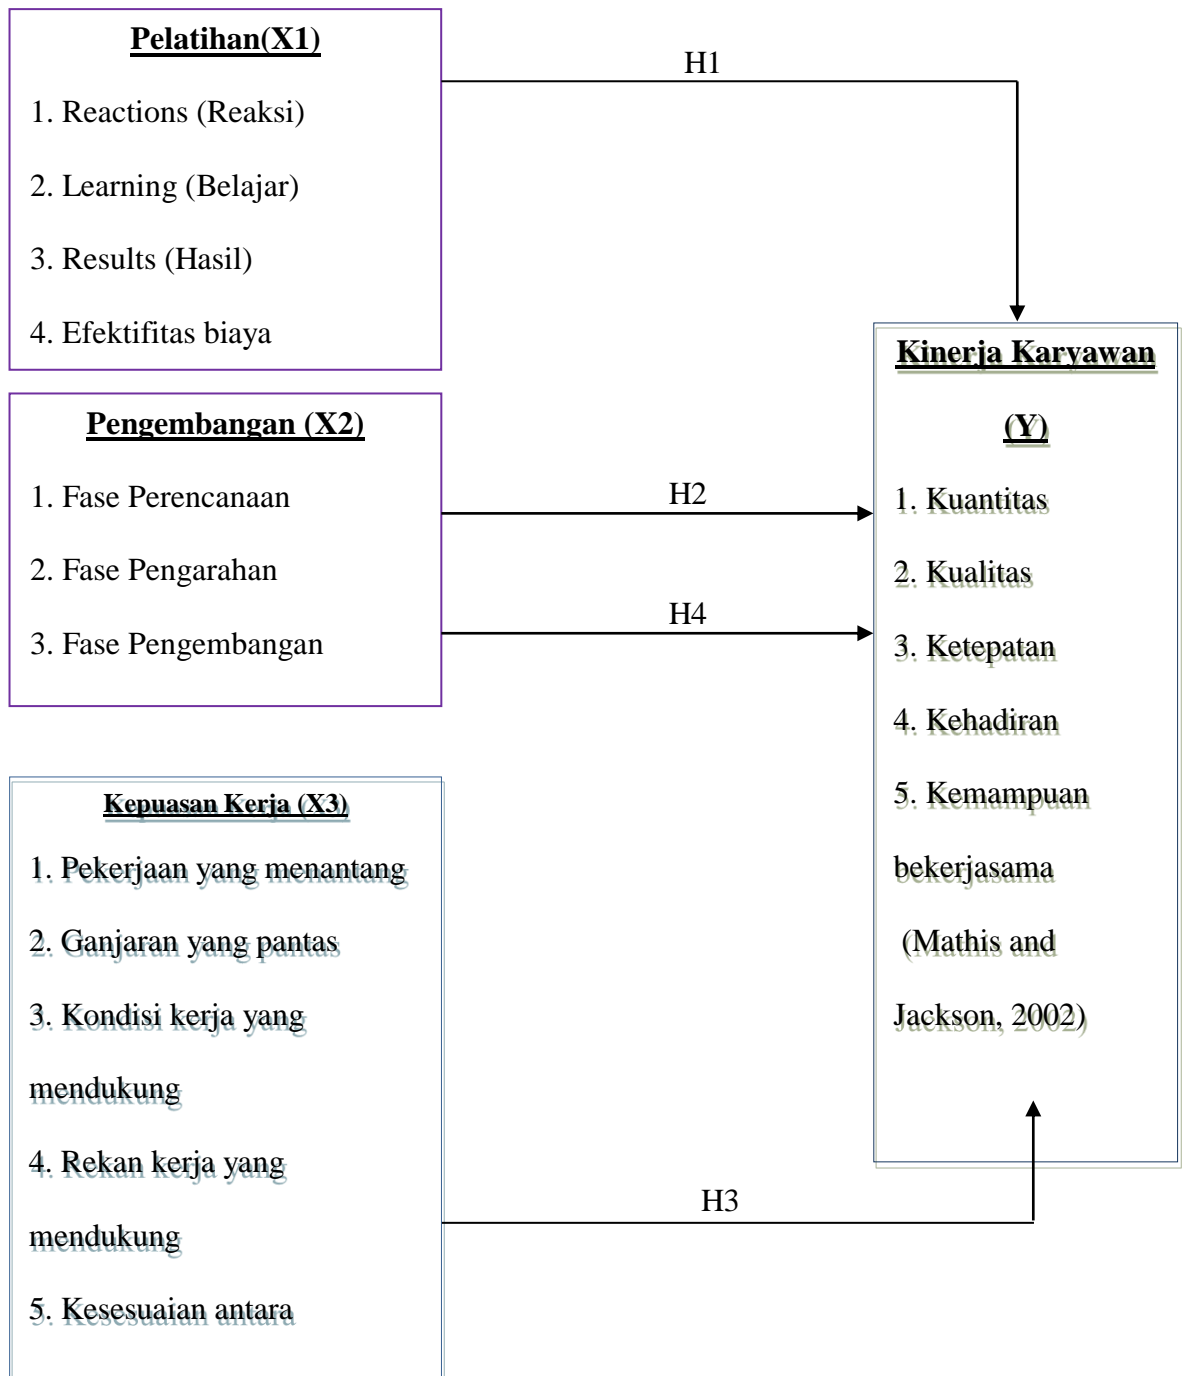 Pelatihan(X1)
1. Reactions (Reaksi)
2. Learning (Belajar)
3. Results (Hasil)
4. Efektifitas biaya
H1
Pengembangan (X2)
1. Fase Perencanaan
2. Fase Pengarahan
3. Fase Pengembangan
H2
H4
Kepuasan Kerja (X3)
1. Pekerjaan yang menantang
2. Ganjaran yang pantas
3. Kondisi kerja yang
mendukung
4. Rekan kerja yang
mendukung
5. Kesesuaian antara
H3
Kinerja Karyawan
(Y)
1. Kuantitas
2. Kualitas
3. Ketepatan
4. Kehadiran
5. Kemampuan
bekerjasama
(Mathis and
Jackson, 2002)